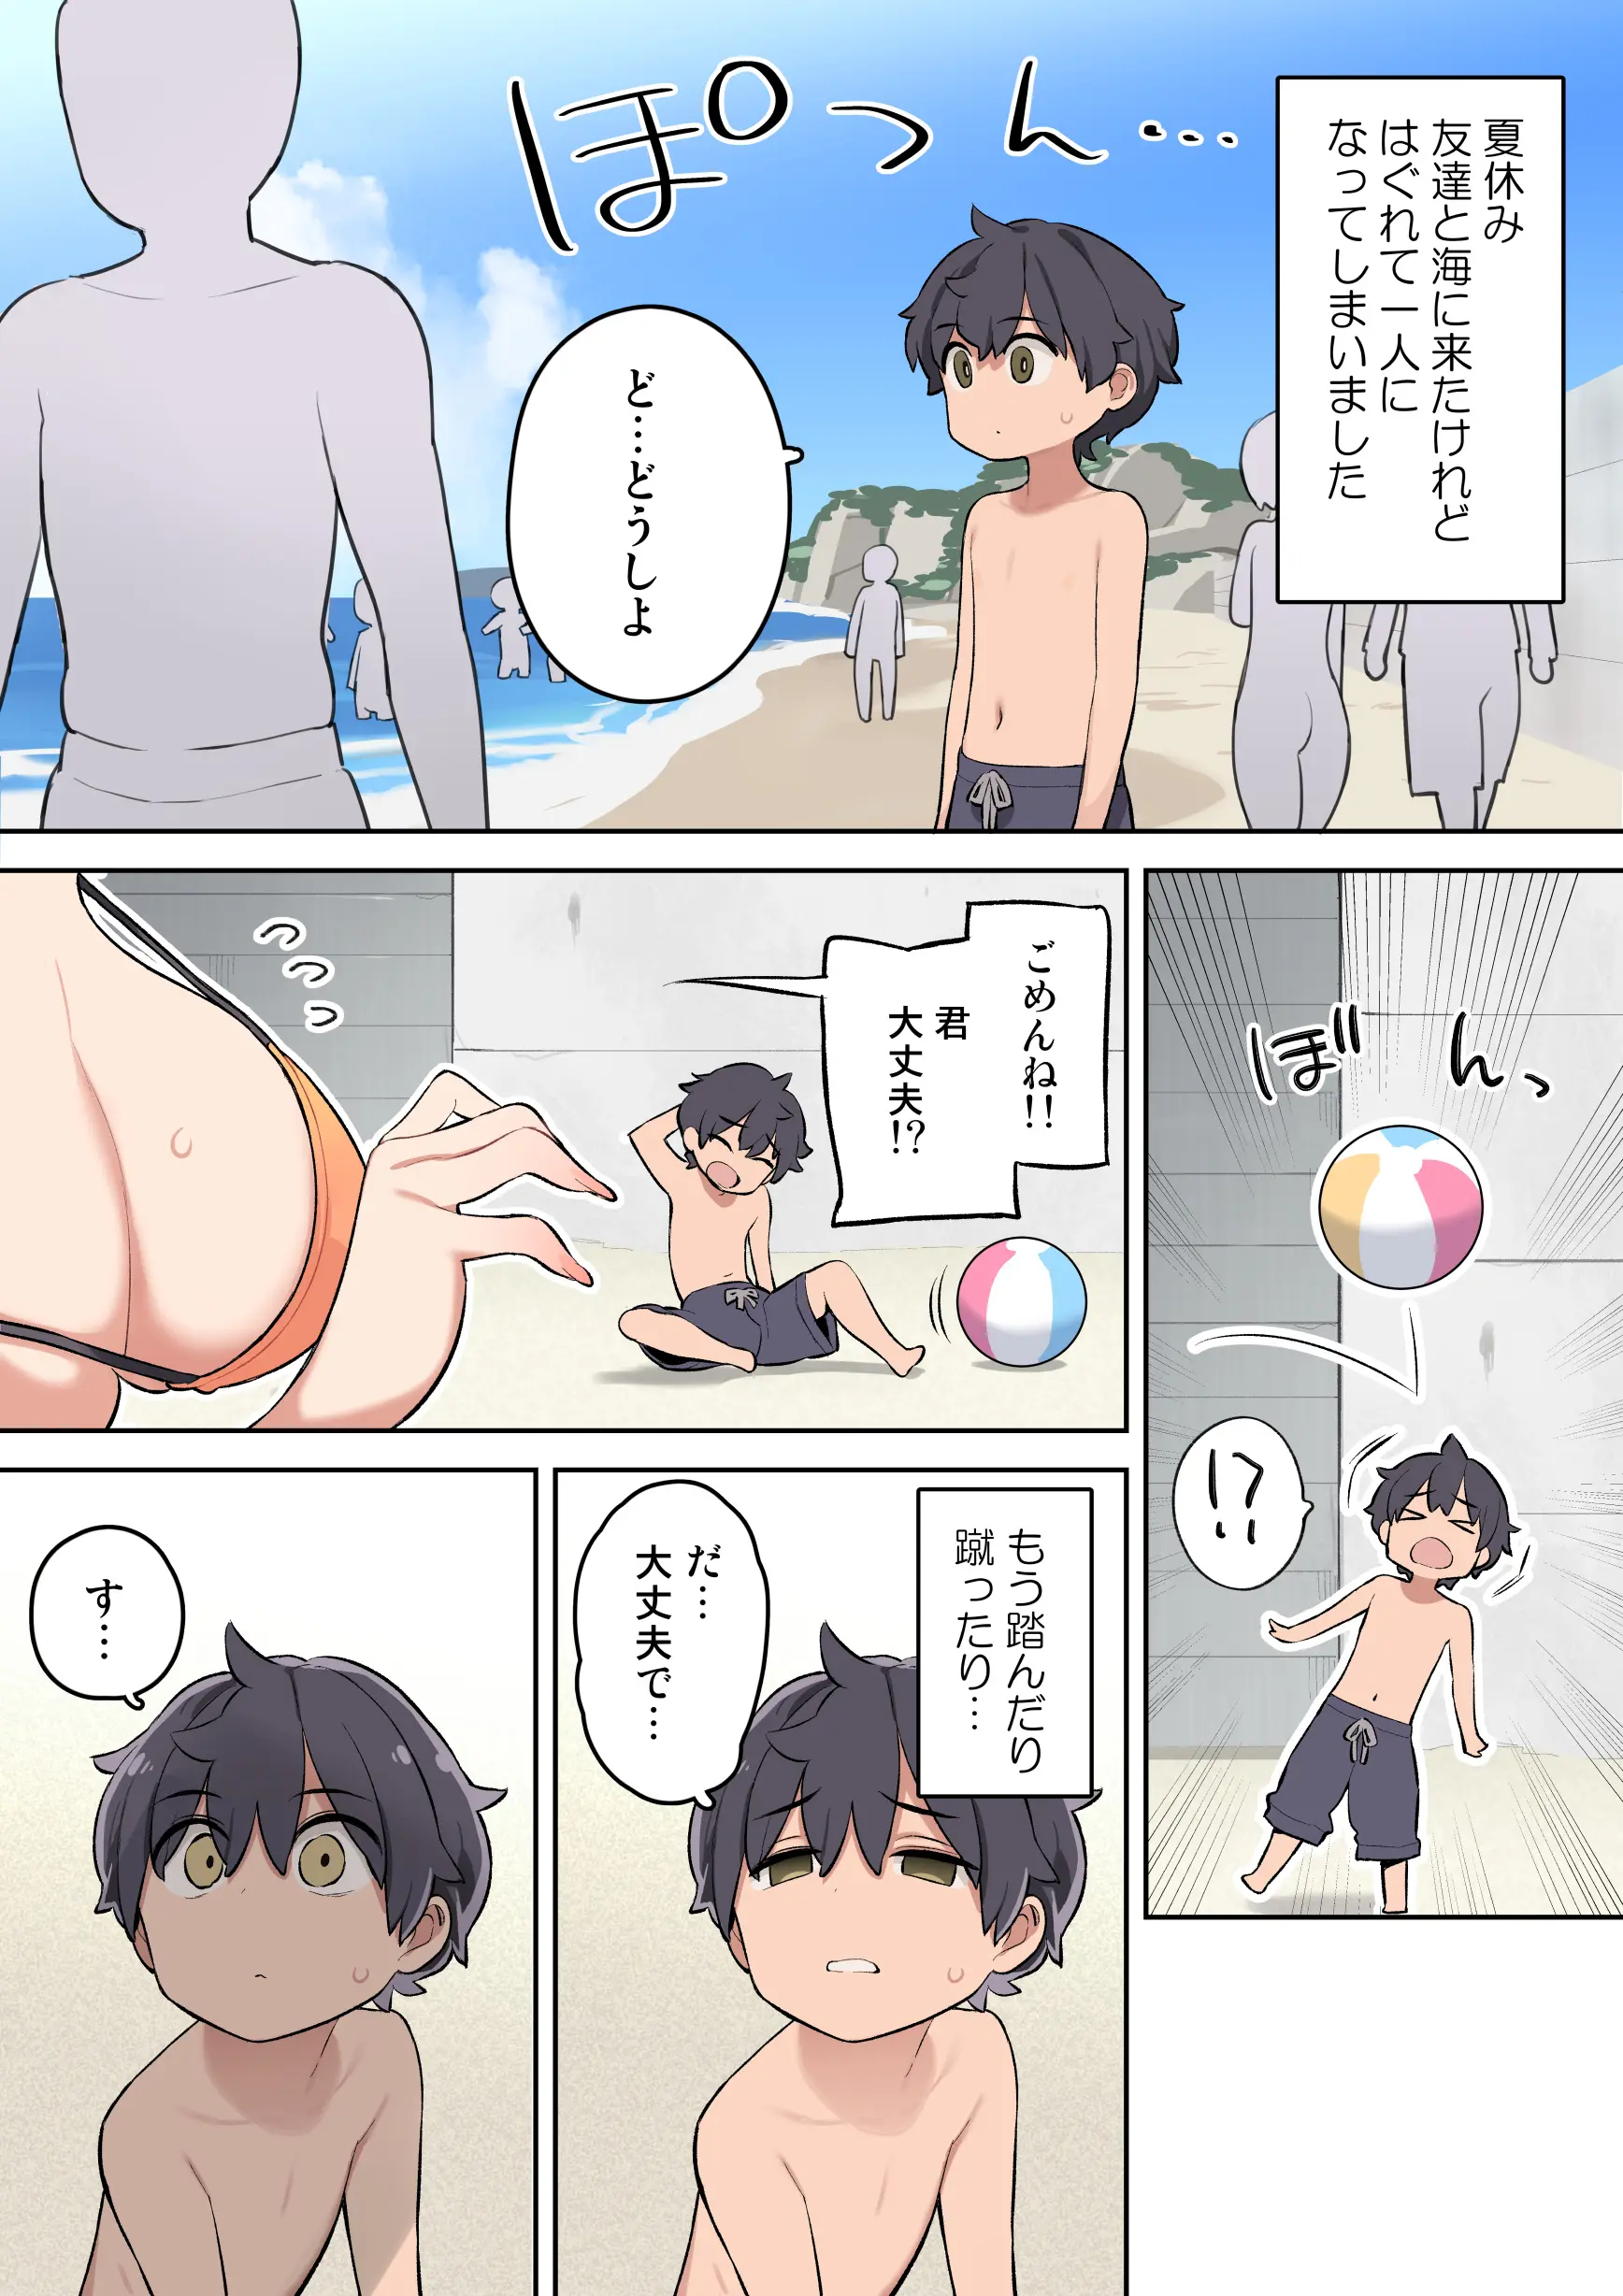 夏休み
友達と海に来たけれど
はぐれて一人に
なってしまいました
ぽつん…
ど…どうしよ
ぼんっ
!?
ごめんね!!
君
大丈夫!?
もう踏んだり
蹴ったり…
だ…
大丈夫で…
す…